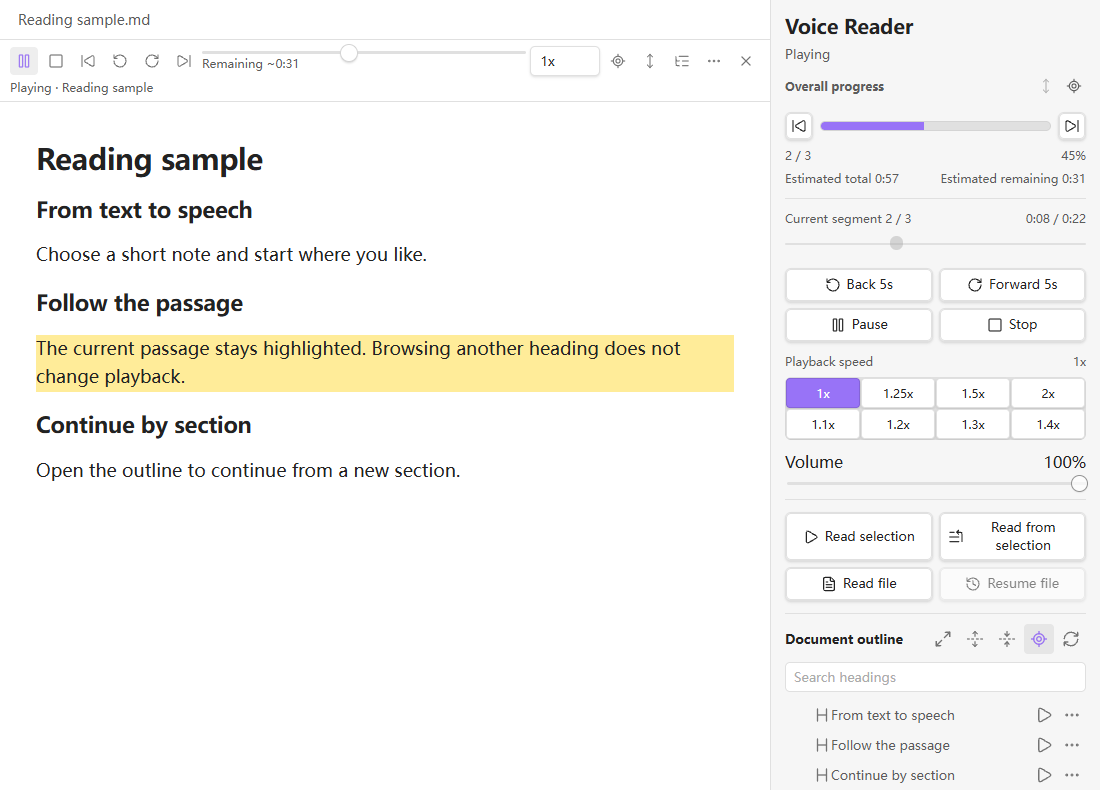 Reading sample.md
Remaining ~0:31
1x
Playing · Reading sample
Reading sample
From text to speech
Choose a short note and start where you like.
Follow the passage
The current passage stays highlighted. Browsing another heading does not
change playback.
Continue by section
Open the outline to continue from a new section.
Voice Reader
Playing
Overall progress
2 / 3 45%
Estimated total 0:57 Estimated remaining 0:31
Current segment 2 / 3 0:08 / 0:22
Back 5s Forward 5s
Pause Stop
Playback speed 1x
1x 1.25x 1.5x 2x
1.1x 1.2x 1.3x 1.4x
Volume 100%
Read selection
Read from
selection
Read file Resume file
Document outline
Search headings
From text to speech
Follow the passage
Continue by section